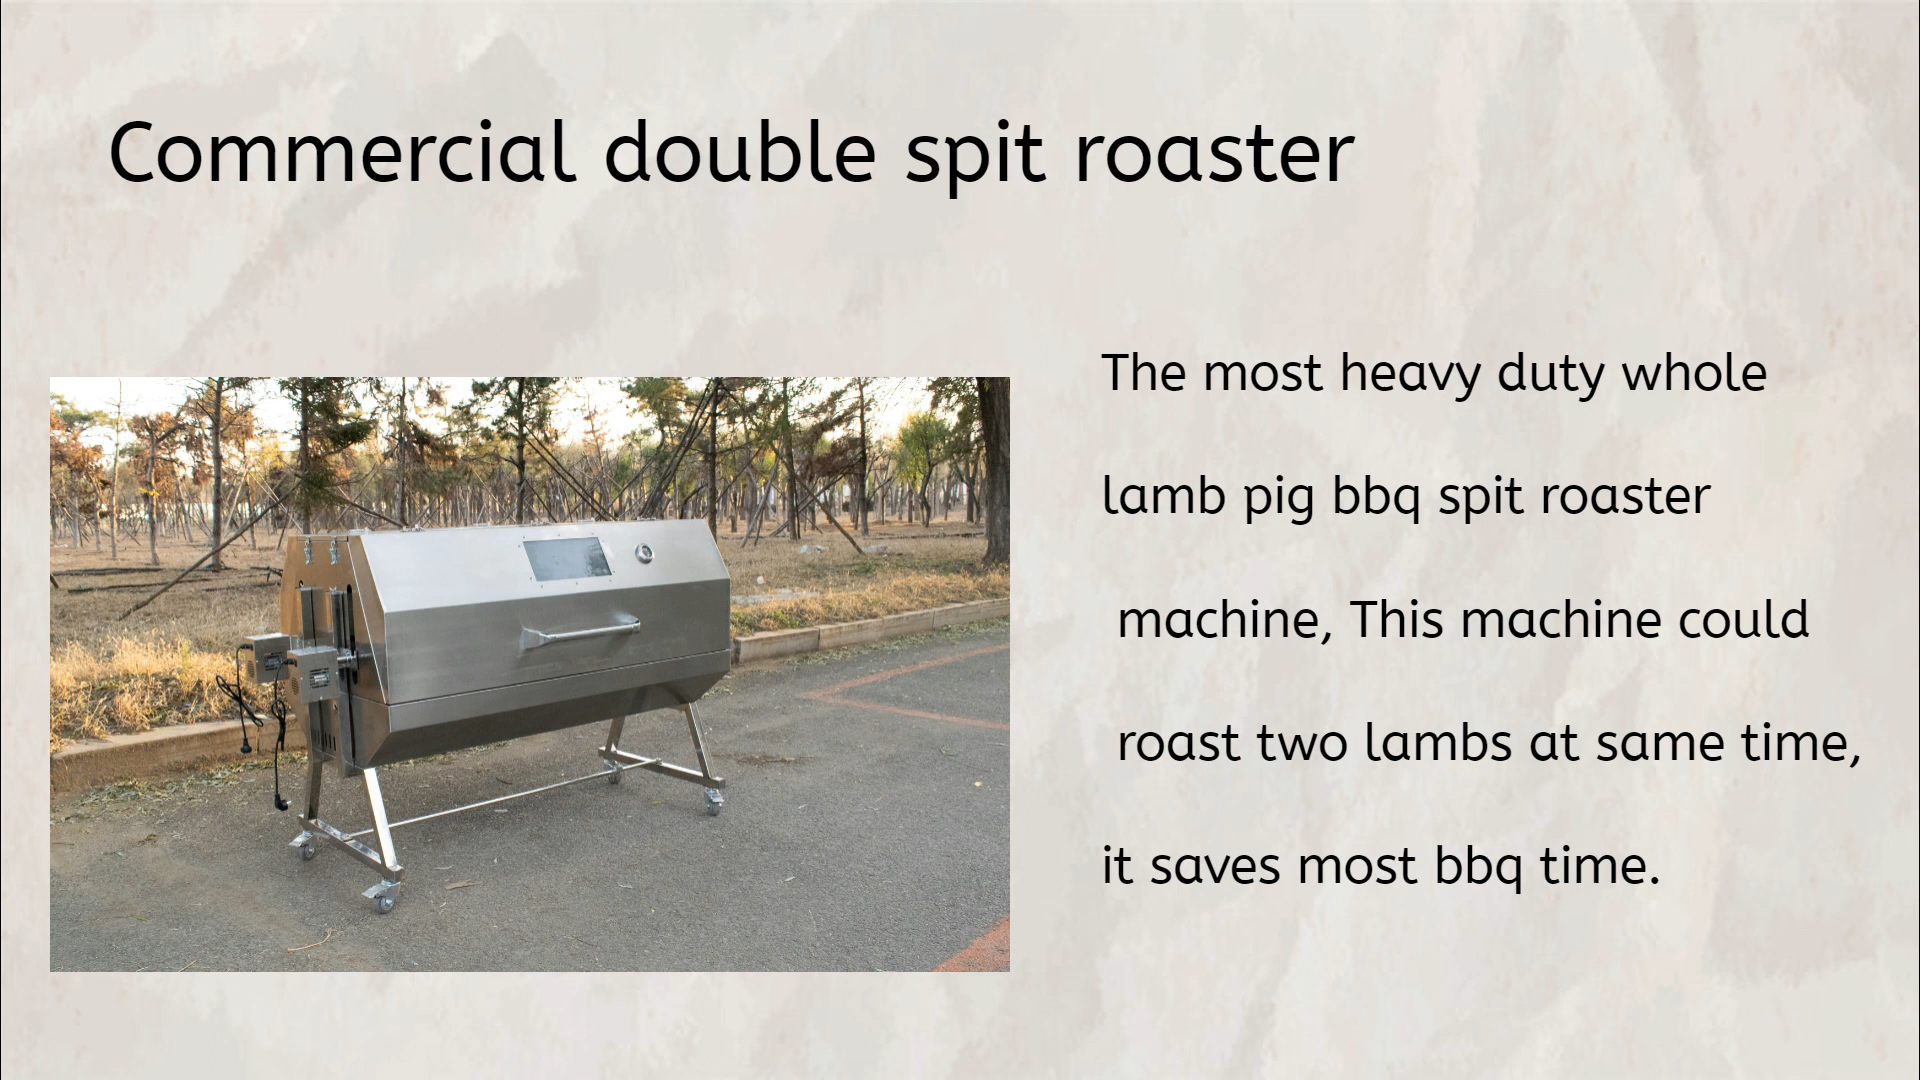 Commercial double spit roaster
The most heavy duty whole
lamb pig bbq spit roaster
machine, This machine could
roast two lambs at same time,
it saves most bbq time.